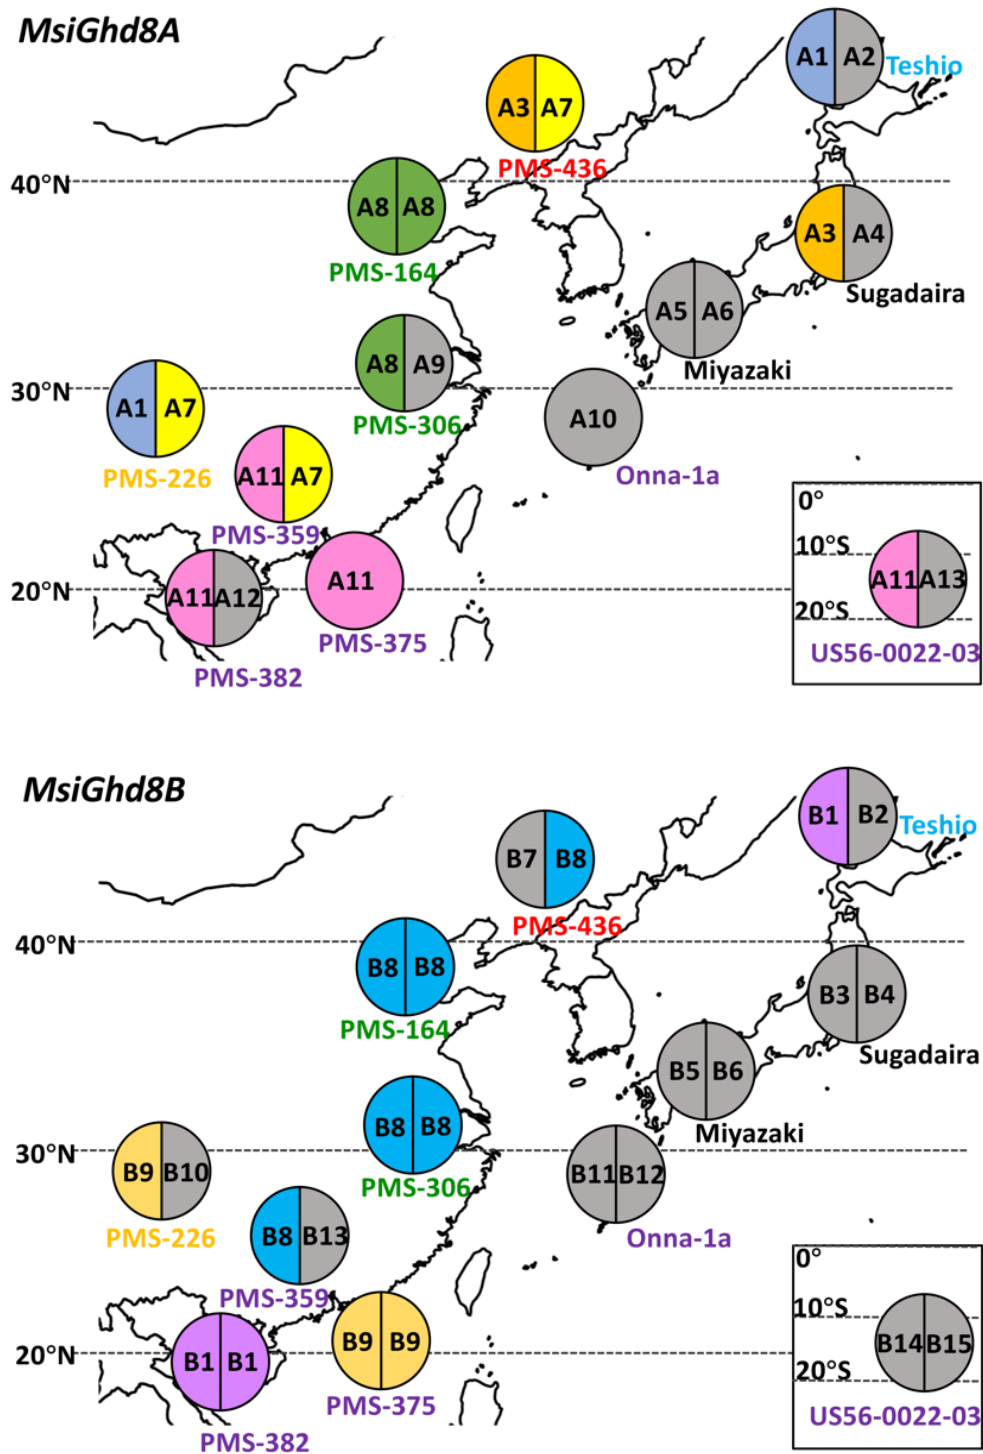 MsiGhd8A
A1 A2
Teshio
A3 A7
PMS-436
40°N
A8 A8
PMS-164
A3 A4
Sugadaira
A5 A6
Miyazaki
A8 A9
PMS-306
30°N
A1 A7
PMS-226
A10
Onna-1a
A11 A7
PMS-359
A11
PMS-375
20°N
A11 A12
PMS-382
0°
10°S
A11 A13
20°S
US56-0022-03
MsiGhd8B
B1 B2
Teshio
B7 B8
PMS-436
40°N
B8 B8
PMS-164
B3 B4
Sugadaira
B5 B6
Miyazaki
B8 B8
PMS-306
30°N
B9 B10
PMS-226
B11 B12
Onna-1a
B8 B13
PMS-359
B9 B9
PMS-375
20°N
B1 B1
PMS-382
0°
10°S
B14 B15
20°S
US56-0022-03